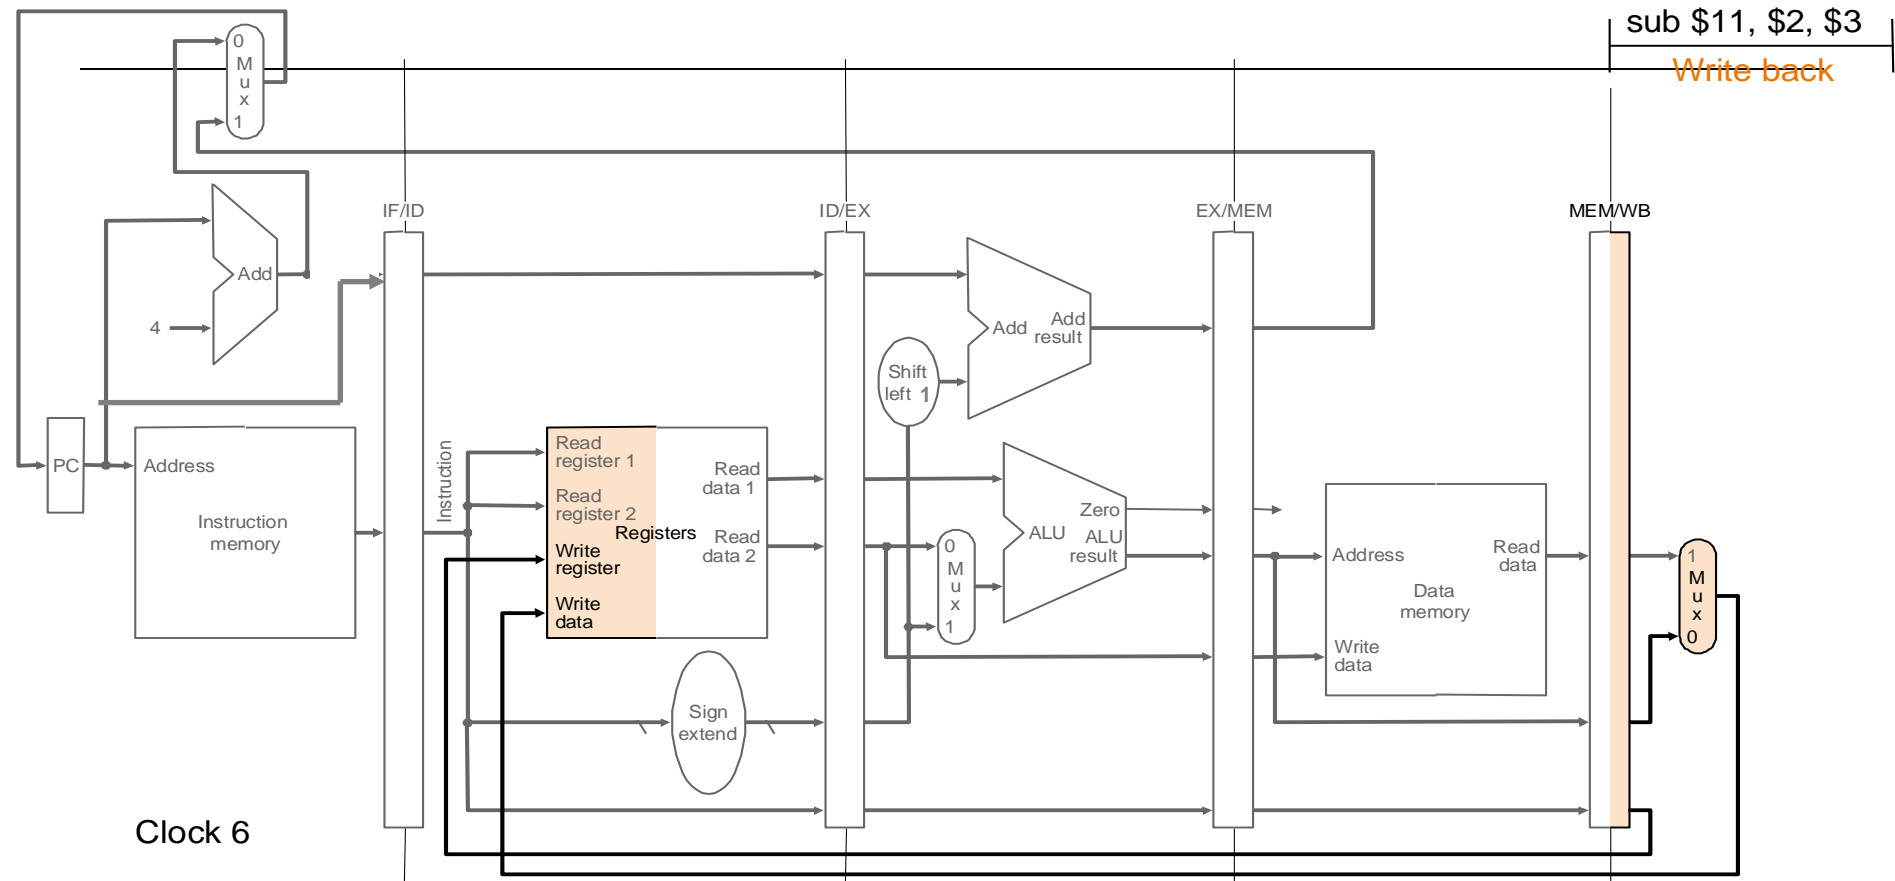 sub $11, $2, $3
Write back
0
M
u
x
1
IF/ID
ID/EX
EX/MEM
MEM/WB
Add
4
Add
Add
result
Shift
left 1
PC
Address
Instruction
memory
Instruction
Read
register 1
Read
register 2
Write
register
Write
data
Registers
Read
data 1
Read
data 2
0
M
u
x
1
Zero
ALU
ALU
result
Address
Read
data
Data
memory
Write
data
1
M
u
x
0
Sign
extend
Clock 6